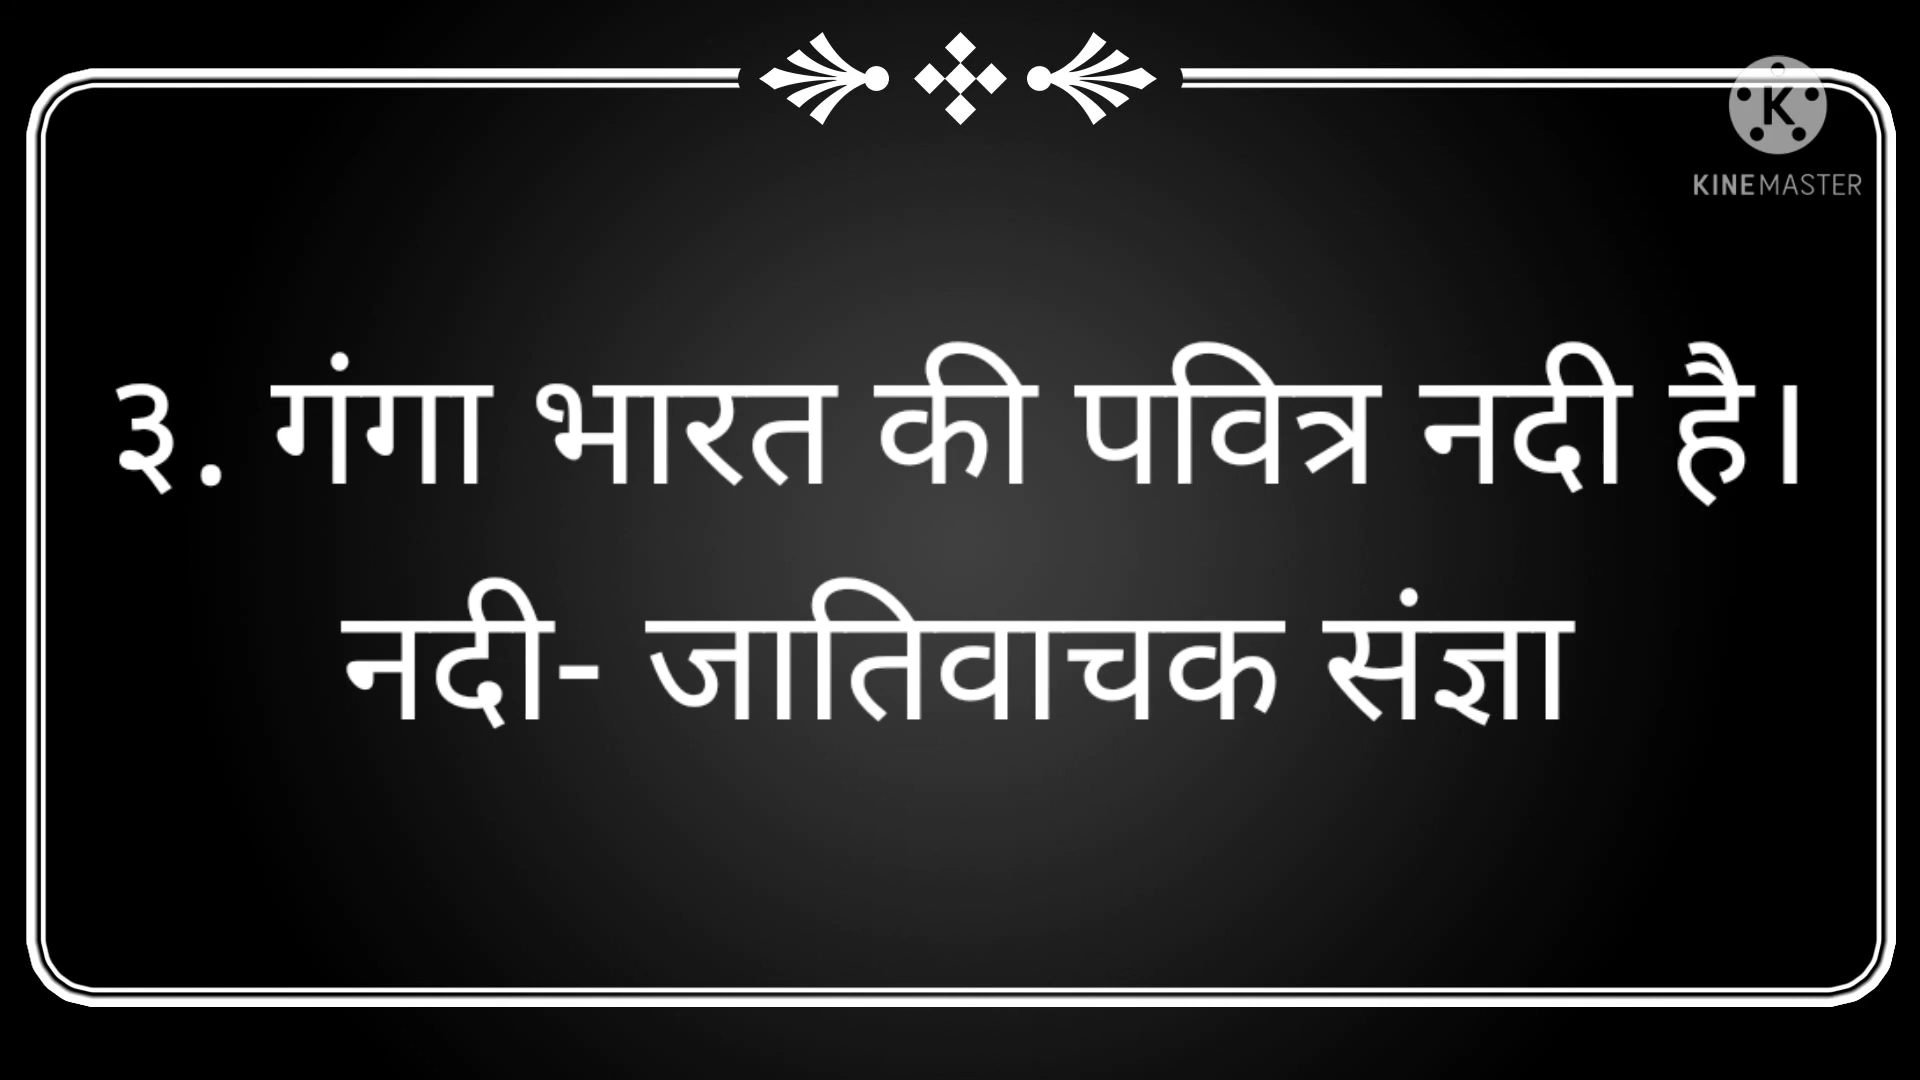 KINEMASTER
३. गंगा भारत की पवित्र नदी है।
नदी- जातिवाचक संज्ञा